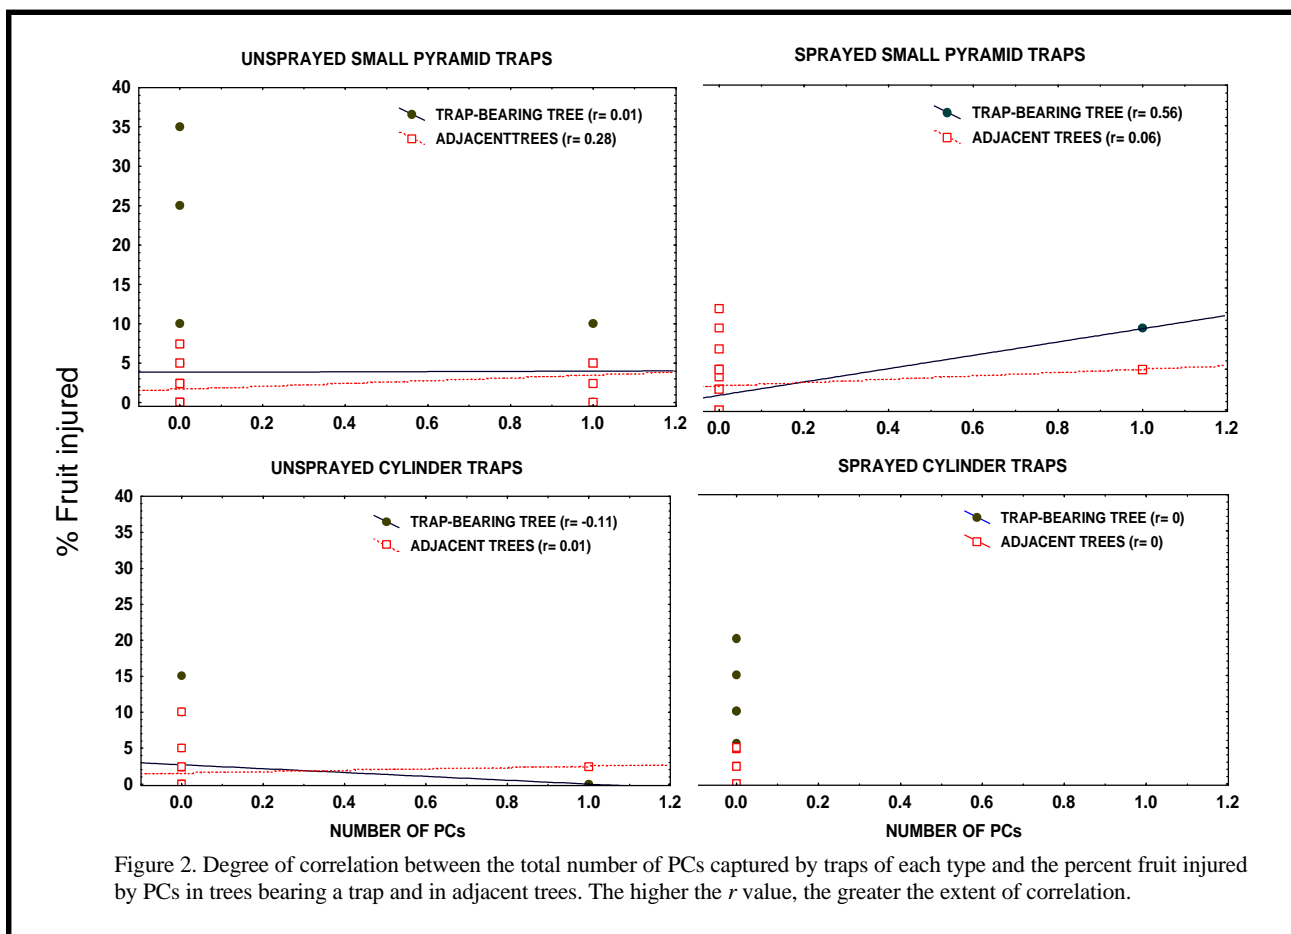 UNSPRAYED SMALL PYRAMID TRAPS
40
35
30
25
20
15
10
5
0
TRAP-BEARING TREE (r= 0.01)
ADJACENTTREES (r= 0.28)
0.0 0.2 0.4 0.6 0.8 1.0 1.2
SPRAYED SMALL PYRAMID TRAPS
TRAP-BEARING TREE (r= 0.56)
ADJACENT TREES (r= 0.06)
0.0 0.2 0.4 0.6 0.8 1.0 1.2
% Fruit injured
UNSPRAYED CYLINDER TRAPS
40
35
30
25
20
15
10
5
0
TRAP-BEARING TREE (r= -0.11)
ADJACENT TREES (r= 0.01)
0.0 0.2 0.4 0.6 0.8 1.0 1.2
NUMBER OF PCs
SPRAYED CYLINDER TRAPS
TRAP-BEARING TREE (r= 0)
ADJACENT TREES (r= 0)
0.0 0.2 0.4 0.6 0.8 1.0 1.2
NUMBER OF PCs
Figure 2. Degree of correlation between the total number of PCs captured by traps of each type and the percent fruit injured
by PCs in trees bearing a trap and in adjacent trees. The higher the r value, the greater the extent of correlation.